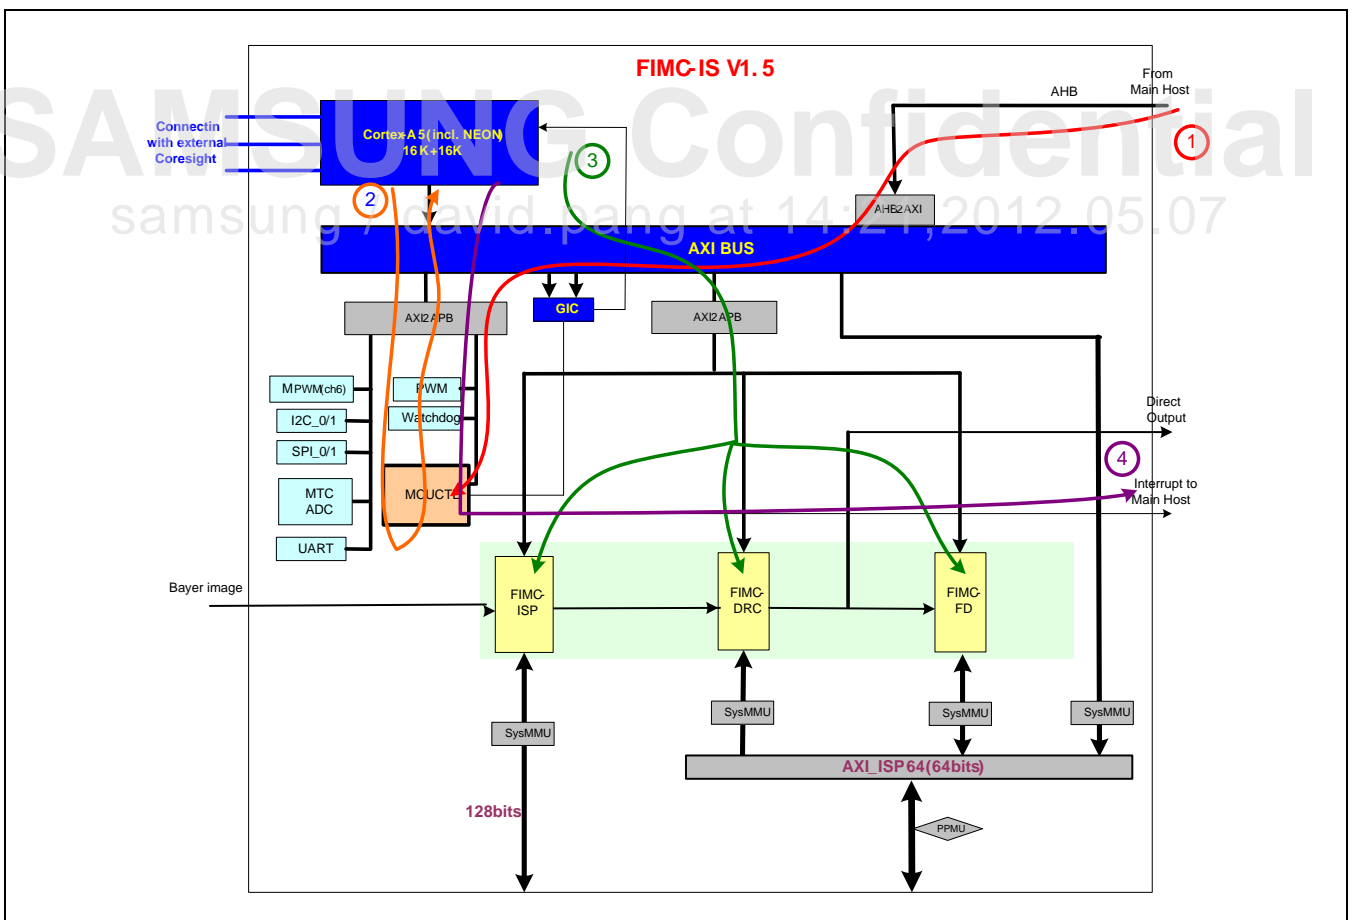 FIMC-IS V1.5
SAMSUNG Confidential
samsung / david.pang at 14:21,2012.05.07
From
Main Host
AHB
1
Connectin
with external
Coresight
Cortex-A5(incl. NEON)
16K+16K
3
2
AHB2AXI
AXI BUS
AXI2APB
GIC
AXI2APB
MPWM(ch6)
PWM
I2C_0/1
Watchdog
SPI_0/1
MTC
ADC
MCUCTL
UART
Direct
Output
4
Interrupt to
Main Host
Bayer image
FIMC-
ISP
FIMC-
DRC
FIMC-
FD
SysMMU
SysMMU
SysMMU
SysMMU
AXI_ISP64(64bits)
128bits
PPMU